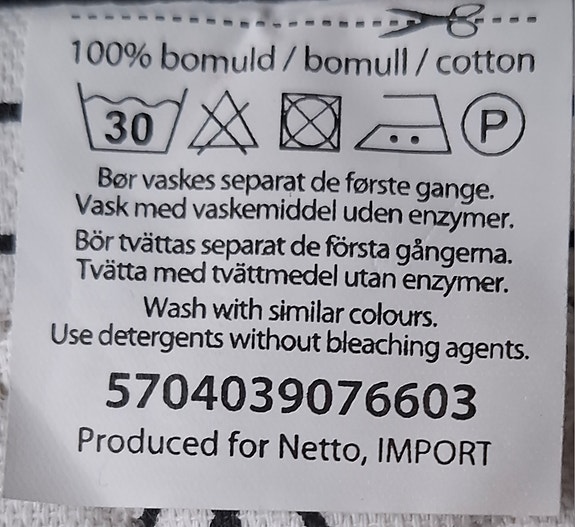 100% bomuld / bomull / cotton
30 P
Bør vaskes separat de første gange.
Vask med vaskemiddel uden enzymer.
Bör tvättas separat de första gångerna.
Tvätta med tvättmedel utan enzymer.
Wash with similar colours.
Use detergents without bleaching agents.
5704039076603
Produced for Netto, IMPORT